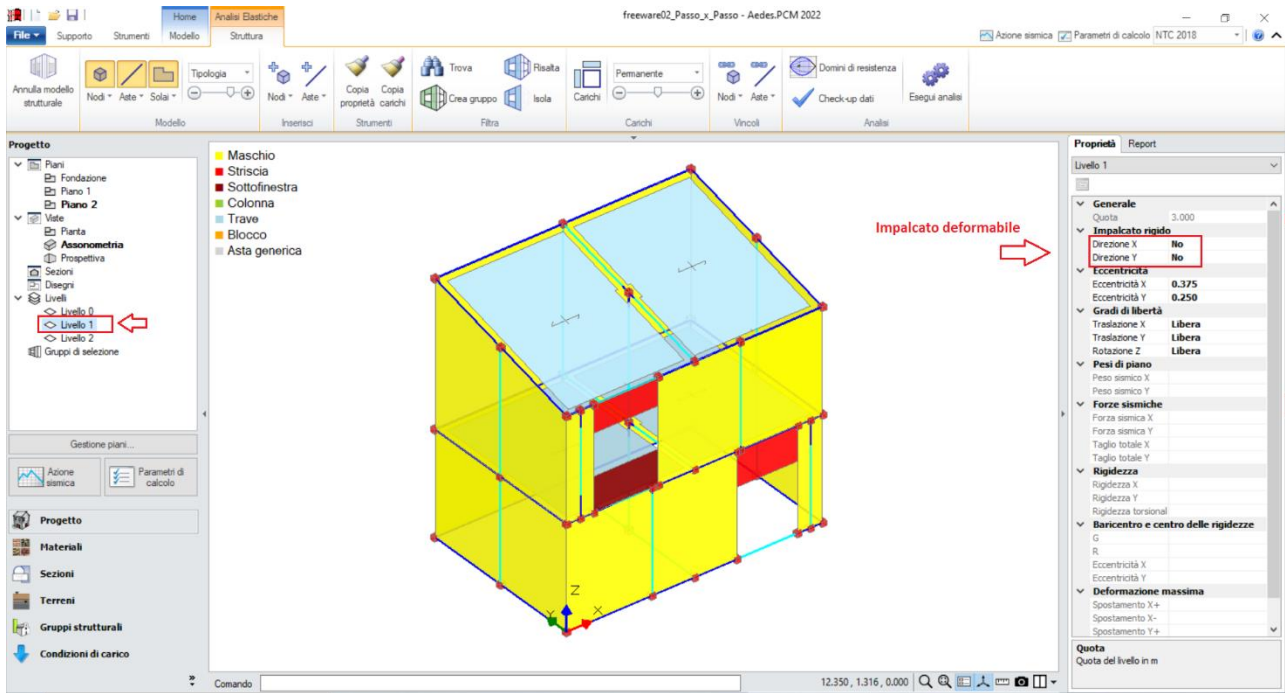 freeware02_Passo_x_Passo - Aedes.PCM 2022
Home
Analisi Elastiche
File
Supporto
Strumenti
Modello
Struttura
Azione sismica
Parametri di calcolo
NTC 2018
Annulla modello strutturale
Nodi
Aste
Solai
Tipologia
Modello
Nodi
Aste
Inserisci
Copia proprietà
Copia carichi
Strumenti
Trova
Crea gruppo
Risalta
Isola
Filtra
Carichi
Permanente
Carichi
Nodi
Aste
Vincoli
Domini di resistenza
Check-up dati
Esegui analisi
Analisi
Progetto
Piani
Fondazione
Piano 1
Piano 2
Viste
Pianta
Assonometria
Prospettiva
Sezioni
Disegni
Livelli
Livello 0
Livello 1
Livello 2
Gruppi di selezione
Gestione piani...
Azione sismica
Parametri di calcolo
Progetto
Materiali
Sezioni
Terreni
Gruppi strutturali
Condizioni di carico
Maschio
Striscia
Sottofinestra
Colonna
Trave
Blocco
Asta generica
Z
X
Y
Impalcato deformabile
Comando
12.350 , 1.316 , 0.000
Proprietà
Report
Livello 1
Generale
Quota 3.000
Impalcato rigido
Direzione X No
Direzione Y No
Eccentricità
Eccentricità X 0.375
Eccentricità Y 0.250
Gradi di libertà
Traslazione X Libera
Traslazione Y Libera
Rotazione Z Libera
Pesi di piano
Peso sismico X
Peso sismico Y
Forze sismiche
Forza sismica X
Forza sismica Y
Taglio totale X
Taglio totale Y
Rigidezza
Rigidezza X
Rigidezza Y
Rigidezza torsional
Baricentro e centro delle rigidezze
G
R
Eccentricità X
Eccentricità Y
Deformazione massima
Spostamento X+
Spostamento X-
Spostamento Y+
Quota
Quota del livello in m